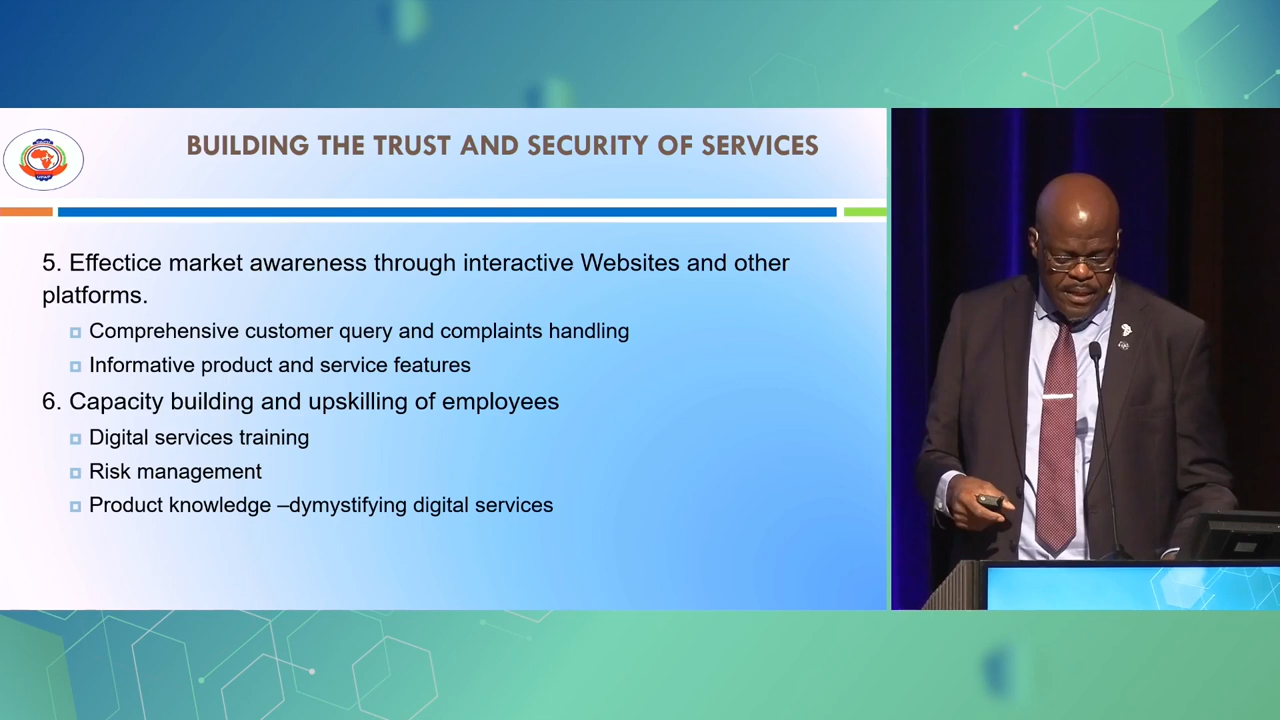 BUILDING THE TRUST AND SECURITY OF SERVICES
5. Effectice market awareness through interactive Websites and other
platforms.
Comprehensive customer query and complaints handling
Informative product and service features
6. Capacity building and upskilling of employees
Digital services training
Risk management
Product knowledge –dymystifying digital services